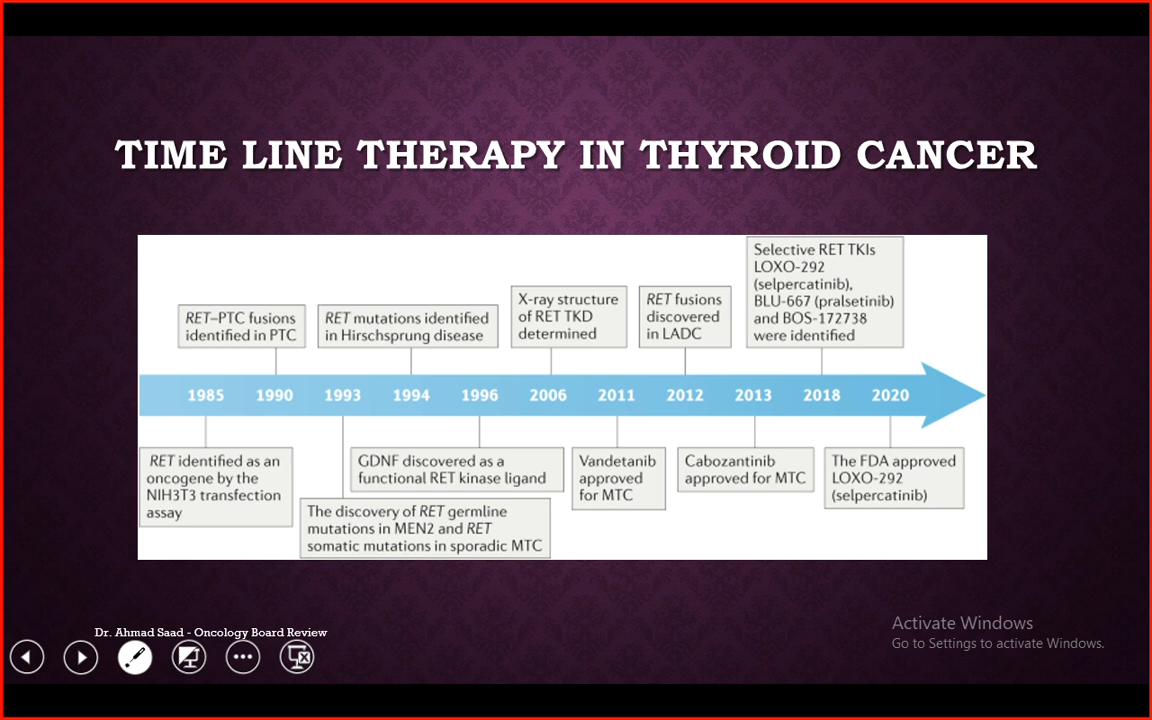 TIME LINE THERAPY IN THYROID CANCER
RET–PTC fusions
identified in PTC
RET mutations identified
in Hirschsprung disease
X-ray structure
of RET TKD
determined
RET fusions
discovered
in LADC
Selective RET TKIs
LOXO-292
(selpercatinib),
BLU-667 (pralsetinib)
and BOS-172738
were identified
1985 1990 1993 1994 1996 2006 2011 2012 2013 2018 2020
RET identified as an
oncogene by the
NIH3T3 transfection
assay
The discovery of RET germline
mutations in MEN2 and RET
somatic mutations in sporadic MTC
GDNF discovered as a
functional RET kinase ligand
Vandetanib
approved
for MTC
Cabozantinib
approved for MTC
The FDA approved
LOXO-292
(selpercatinib)
Dr. Ahmad Saad - Oncology Board Review
Activate Windows
Go to Settings to activate Windows.